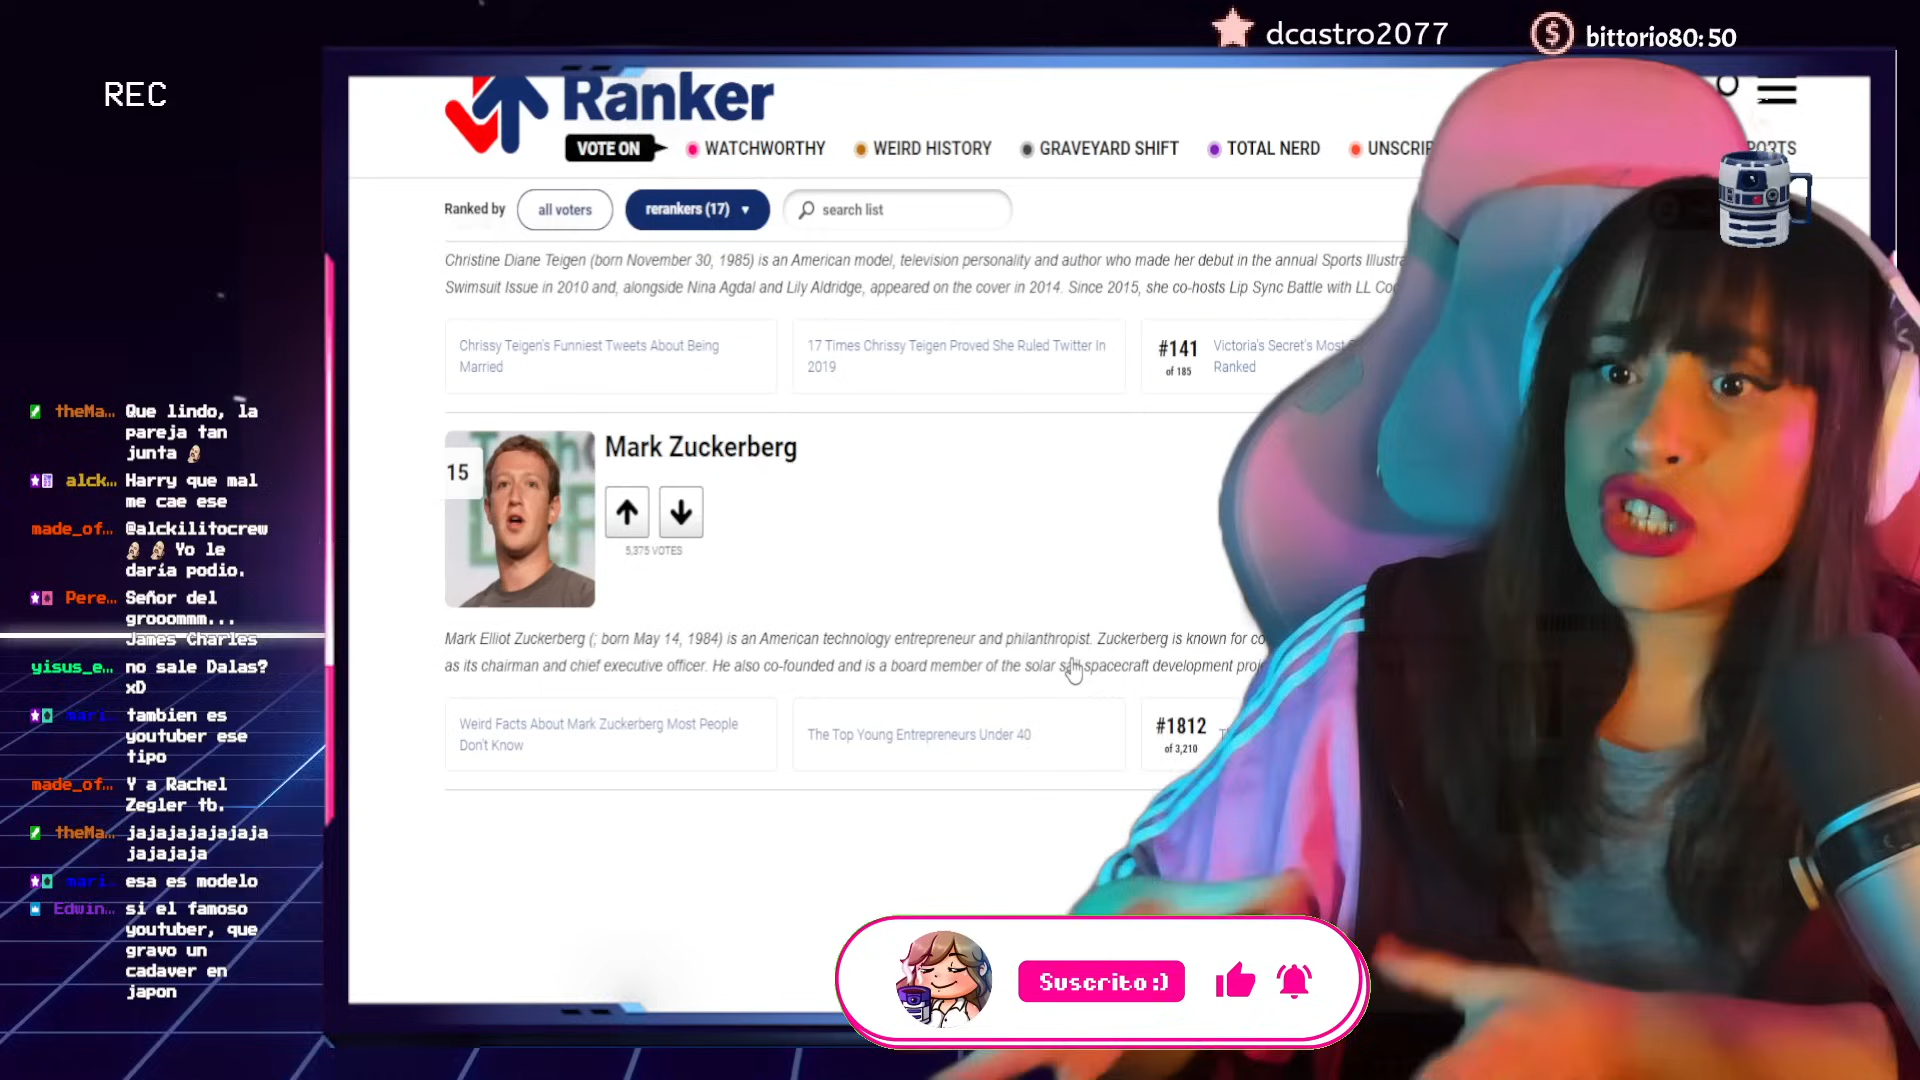 dcastro2077
bittorio80: 50
REC
Ranker
VOTE ON
WATCHWORTHY
WEIRD HISTORY
GRAVEYARD SHIFT
TOTAL NERD
Ranked by
all voters
rerankers (17)
search list
Christine Diane Teigen (born November 30, 1985) is an American model, television personality and author who made her debut in the annual Sports
Swimsuit Issue in 2010 and, alongside Nina Agdal and Lily Aldridge, appeared on the cover in 2014. Since 2015, she co-hosts Lip Sync Battle with LL
Chrissy Teigen's Funniest Tweets About Being
Married
17 Times Chrissy Teigen Proved She Ruled Twitter In
2019
#141
of 185
Victoria's Secret's Most
Ranked
15
Mark Zuckerberg
5,375 VOTES
Mark Elliot Zuckerberg (; born May 14, 1984) is an American technology entrepreneur and philanthropist. Zuckerberg is known for
as its chairman and chief executive officer. He also co-founded and is a board member of the solar spacecraft development
Weird Facts About Mark Zuckerberg Most People
Don't Know
The Top Young Entrepreneurs Under 40
#1812
of 3,210
theMa... Que lindo, la
pareja tan
junta
alck... Harry que mal
me cae ese
made_of... @alckilitocrew
Yo le
daría podio.
Pere... Señor del
grooommm...
James Charles
yisus_e... no sale Dalas?
xD
mari... tambien es
youtuber ese
tipo
made_of... Y a Rachel
Zegler tb.
theMa... jajajajajajaja
jajajaja
mari... esa es modelo
Edwin... si el famoso
youtuber, que
gravo un
cadaver en
japon
Suscrito :)